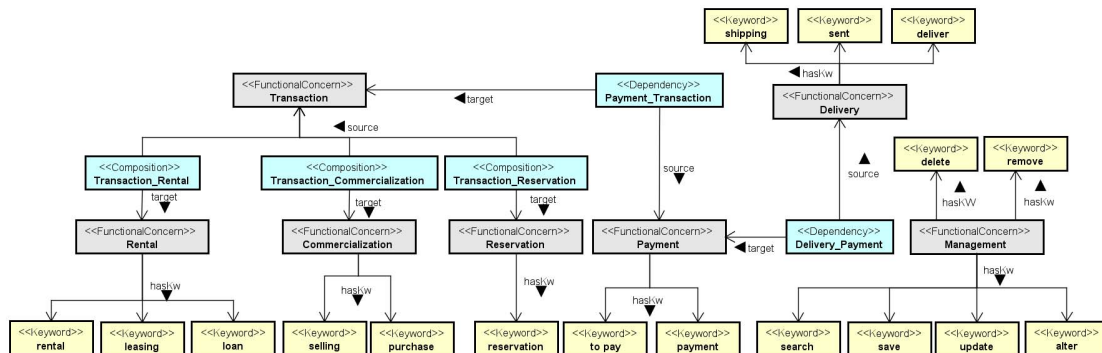 <<Keyword>>
shipping
<<Keyword>>
sent
<<Keyword>>
deliver
hasKw
<<FunctionalConcern>>
Transaction
target
<<Dependency>>
Payment_Transaction
<<FunctionalConcern>>
Delivery
source
<<Keyword>>
delete
<<Keyword>>
remove
<<Composition>>
Transaction_Rental
<<Composition>>
Transaction_Commercialization
<<Composition>>
Transaction_Reservation
source
source
hasKW
hasKw
target
target
target
<<FunctionalConcern>>
Rental
<<FunctionalConcern>>
Commercialization
<<FunctionalConcern>>
Reservation
<<FunctionalConcern>>
Payment
target
<<Dependency>>
Delivery_Payment
<<FunctionalConcern>>
Management
hasKw
hasKw
hasKw
hasKw
hasKw
<<Keyword>>
rental
<<Keyword>>
leasing
<<Keyword>>
loan
<<Keyword>>
selling
<<Keyword>>
purchase
<<Keyword>>
reservation
<<Keyword>>
to pay
<<Keyword>>
payment
<<Keyword>>
search
<<Keyword>>
save
<<Keyword>>
update
<<Keyword>>
alter